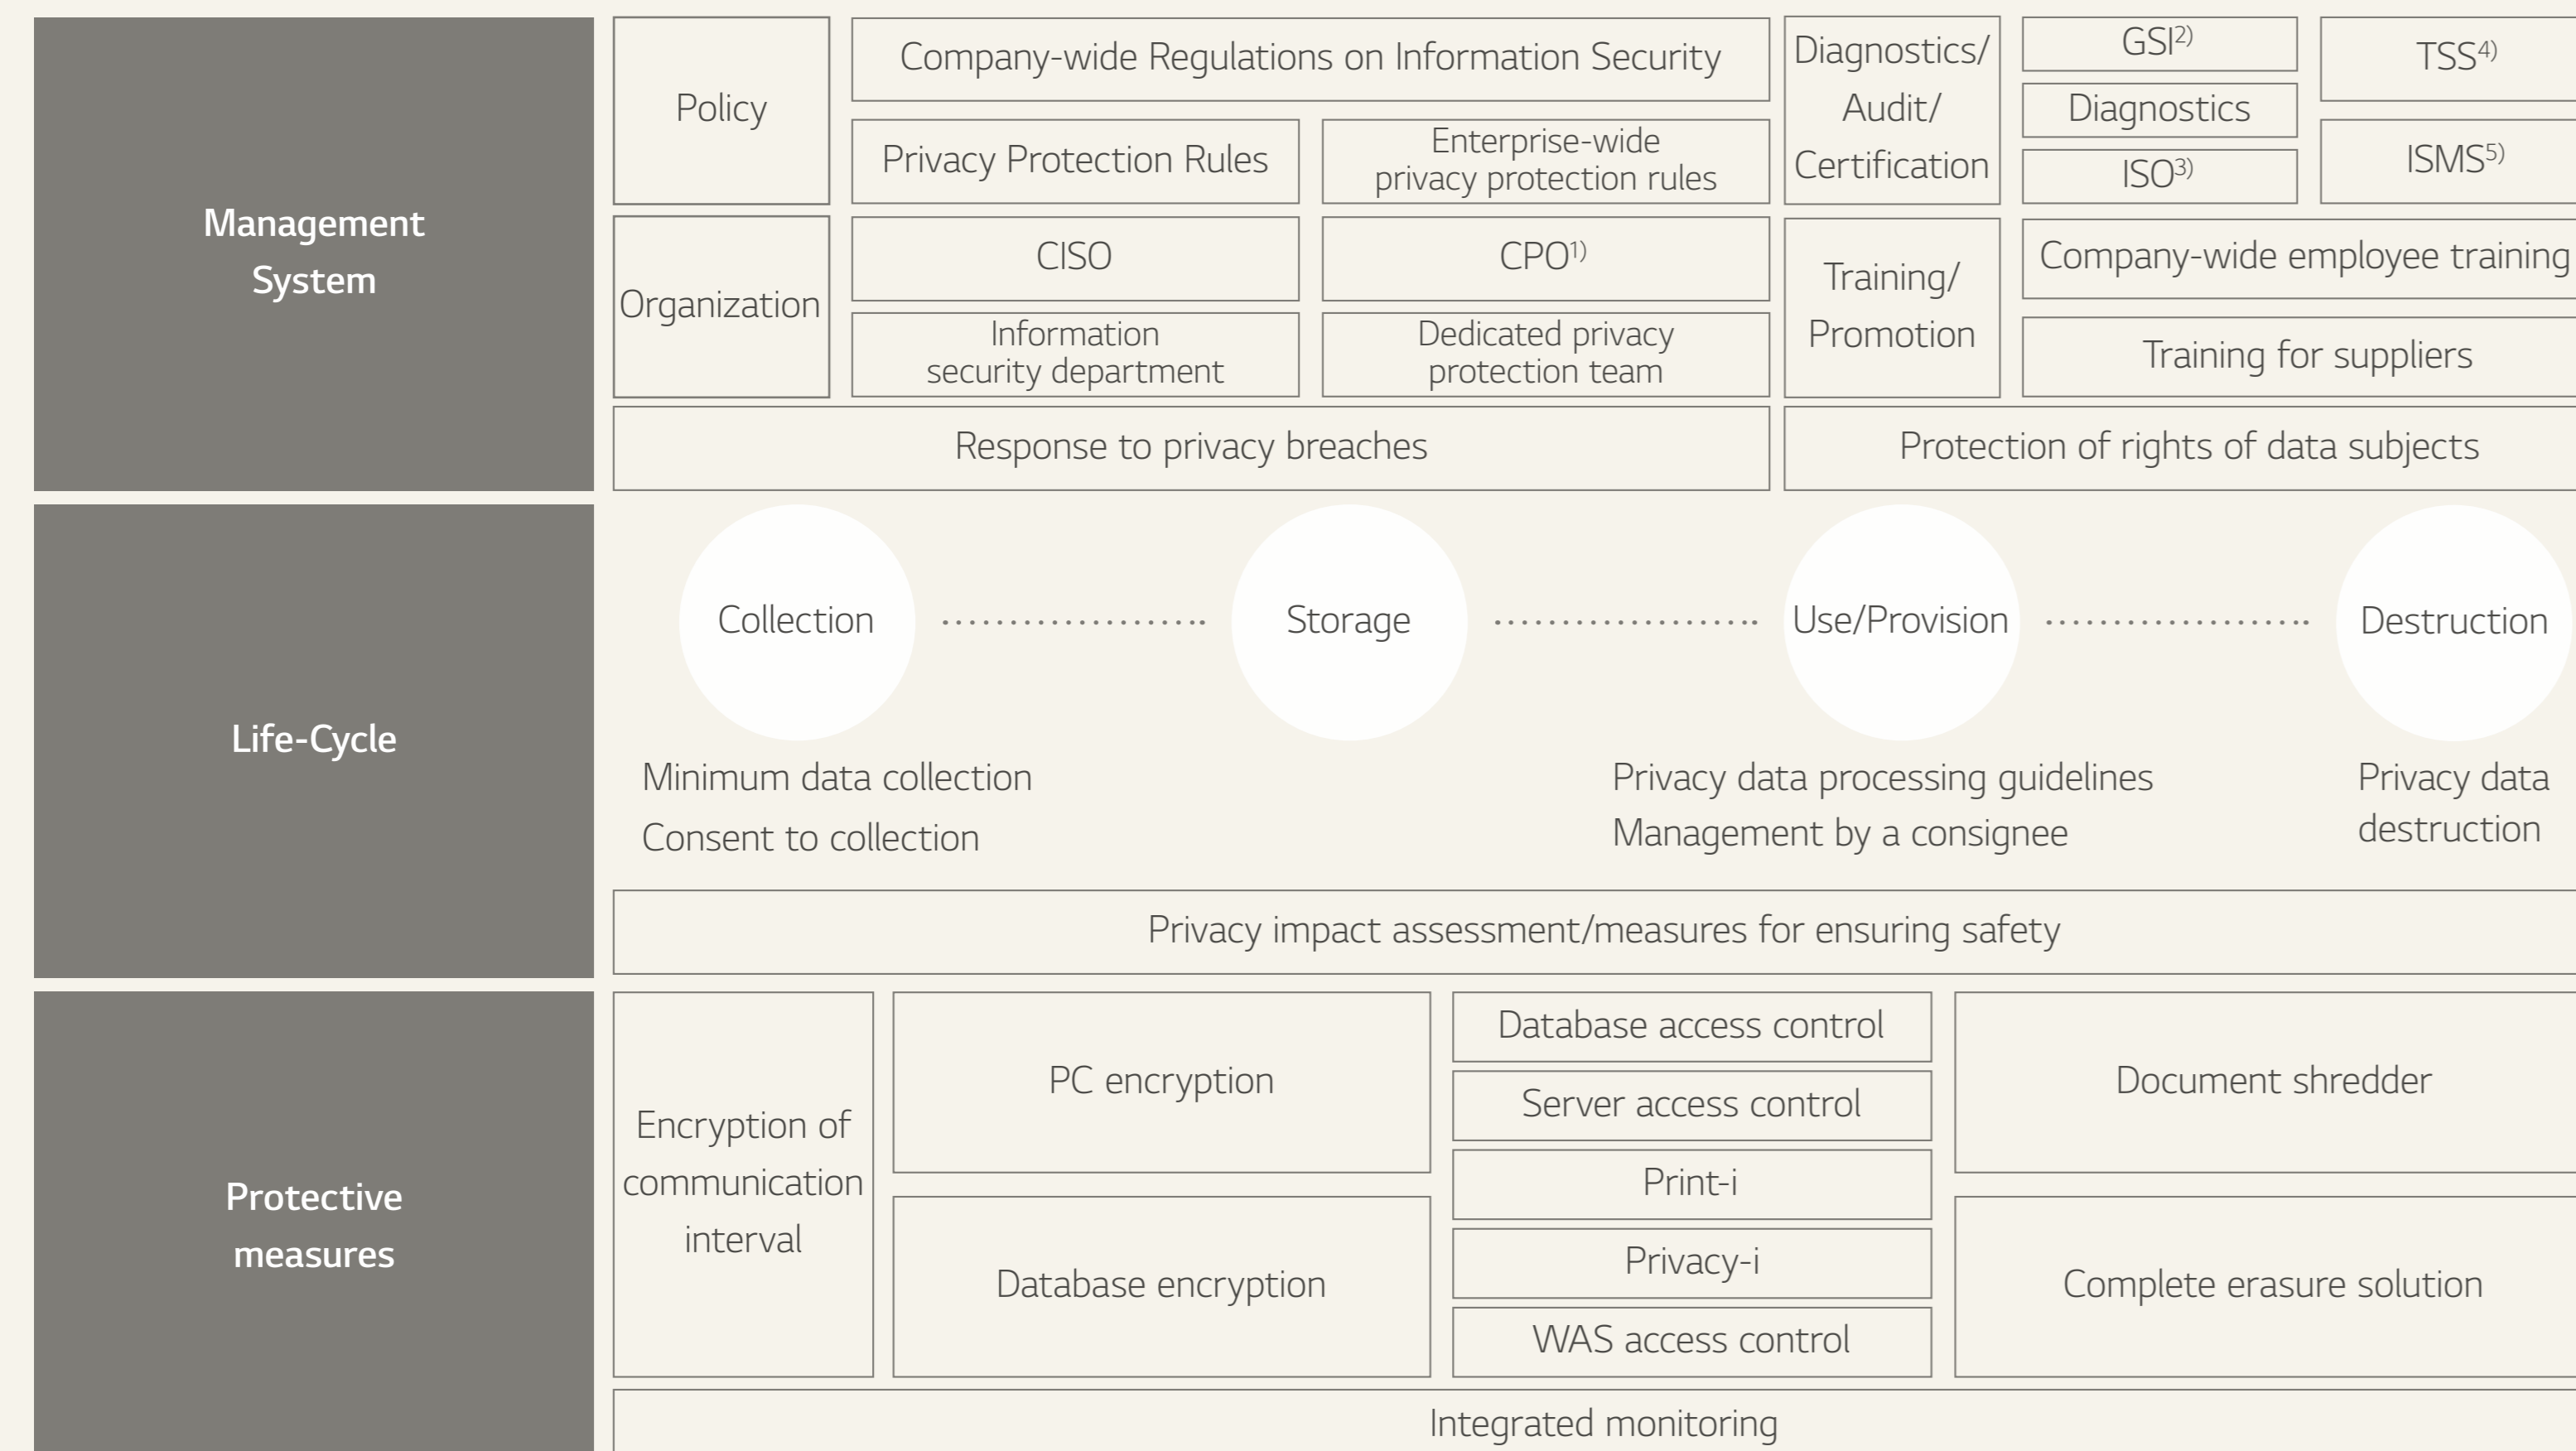 Management
System
Policy
Company-wide Regulations on Information Security
Privacy Protection Rules
Enterprise-wide
privacy protection rules
Organization
CISO
CPO1)
Information
security department
Dedicated privacy
protection team
Response to privacy breaches
Diagnostics/
Audit/
Certification
GSI2)
Diagnostics
ISO3)
TSS4)
ISMS5)
Training/
Promotion
Company-wide employee training
Training for suppliers
Protection of rights of data subjects
Life-Cycle
Collection
Storage
Use/Provision
Destruction
Minimum data collection
Consent to collection
Privacy data processing guidelines
Management by a consignee
Privacy data
destruction
Privacy impact assessment/measures for ensuring safety
Protective
measures
Encryption of
communication
interval
PC encryption
Database encryption
Database access control
Server access control
Print-i
Privacy-i
WAS access control
Document shredder
Complete erasure solution
Integrated monitoring